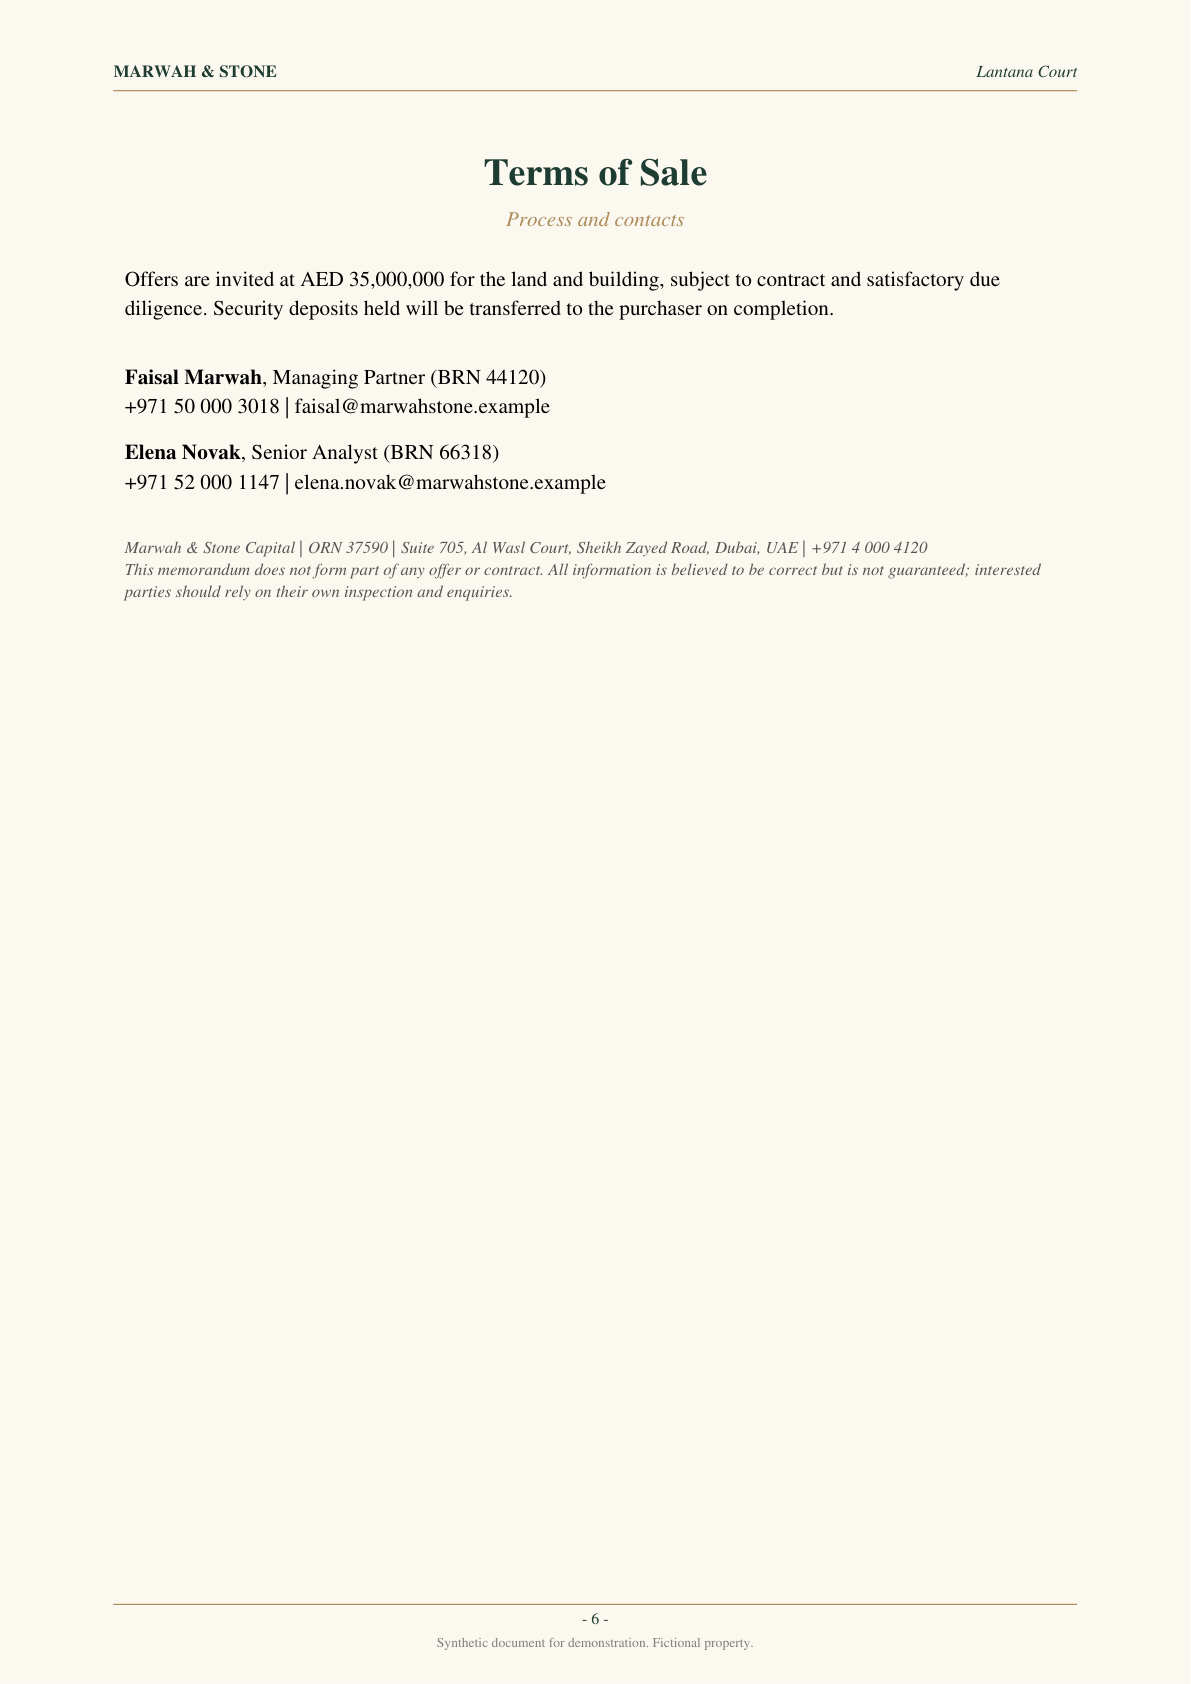 MARWAH & STONE
Lantana Court
Terms of Sale
Process and contacts
Offers are invited at AED 35,000,000 for the land and building, subject to contract and satisfactory due
diligence. Security deposits held will be transferred to the purchaser on completion.
Faisal Marwah, Managing Partner (BRN 44120)
+971 50 000 3018 | faisal@marwahstone.example
Elena Novak, Senior Analyst (BRN 66318)
+971 52 000 1147 | elena.novak@marwahstone.example
Marwah & Stone Capital | ORN 37590 | Suite 705, Al Wasl Court, Sheikh Zayed Road, Dubai, UAE | +971 4 000 4120
This memorandum does not form part of any offer or contract. All information is believed to be correct but is not guaranteed; interested
parties should rely on their own inspection and enquiries.
- 6 -
Synthetic document for demonstration. Fictional property.